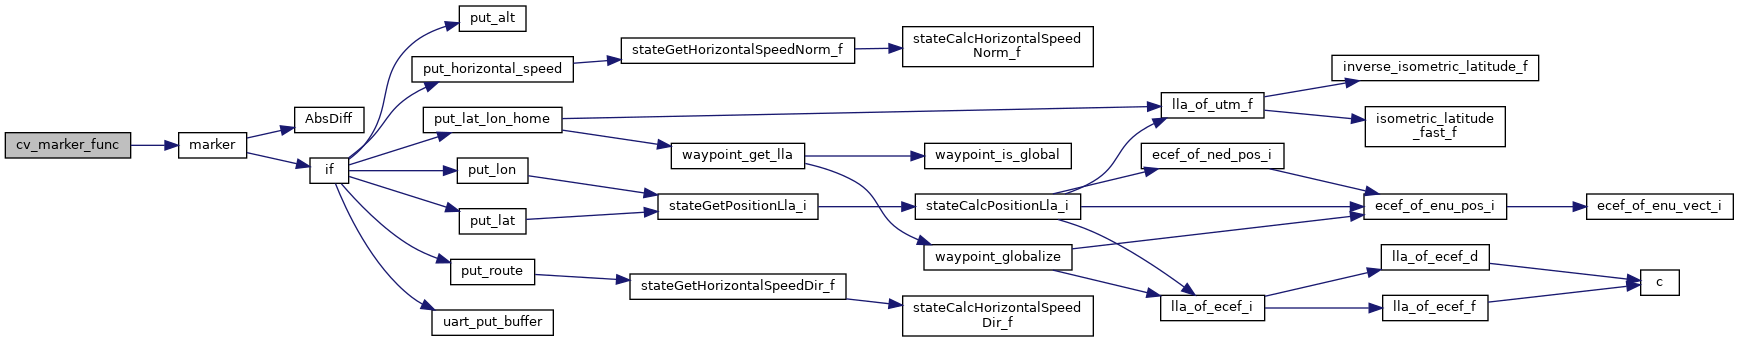 cv_marker_func
marker
AbsDiff
if
put_alt
put_horizontal_speed
put_lat_lon_home
put_lon
put_lat
put_route
uart_put_buffer
stateGetHorizontalSpeedNorm_f
waypoint_get_lla
stateGetPositionLla_i
stateGetHorizontalSpeedDir_f
stateCalcHorizontalSpeed
Norm_f
waypoint_is_global
stateCalcPositionLla_i
waypoint_globalize
stateCalcHorizontalSpeed
Dir_f
lla_of_utm_f
ecef_of_ned_pos_i
lla_of_ecef_i
inverse_isometric_latitude_f
isometric_latitude
_fast_f
ecef_of_enu_pos_i
lla_of_ecef_d
lla_of_ecef_f
ecef_of_enu_vect_i
c